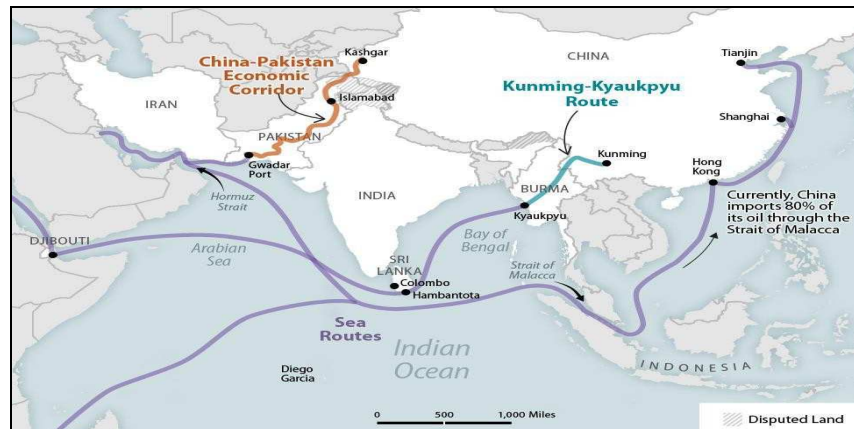 Kashgar
CHINA
Tianjin
China-Pakistan
Economic
Corridor
Kunming-Kyaukpyu
Route
Islamabad
IRAN
Shanghai
PAKISTAN
Gwadar
Port
Kunming
Hong
Kong
INDIA
BURMA
Hormuz
Strait
Kyaukpyu
Currently, China
imports 80% of
its oil through the
Strait of Malacca
DJIBOUTI
Arabian
Sea
Bay of
Bengal
SRI
LANKA
Colombo
Hambantota
Strait of
Malacca
Sea
Routes
Indian
Ocean
Diego
Garcia
INDONESIA
0 500 1,000 Miles
Disputed Land